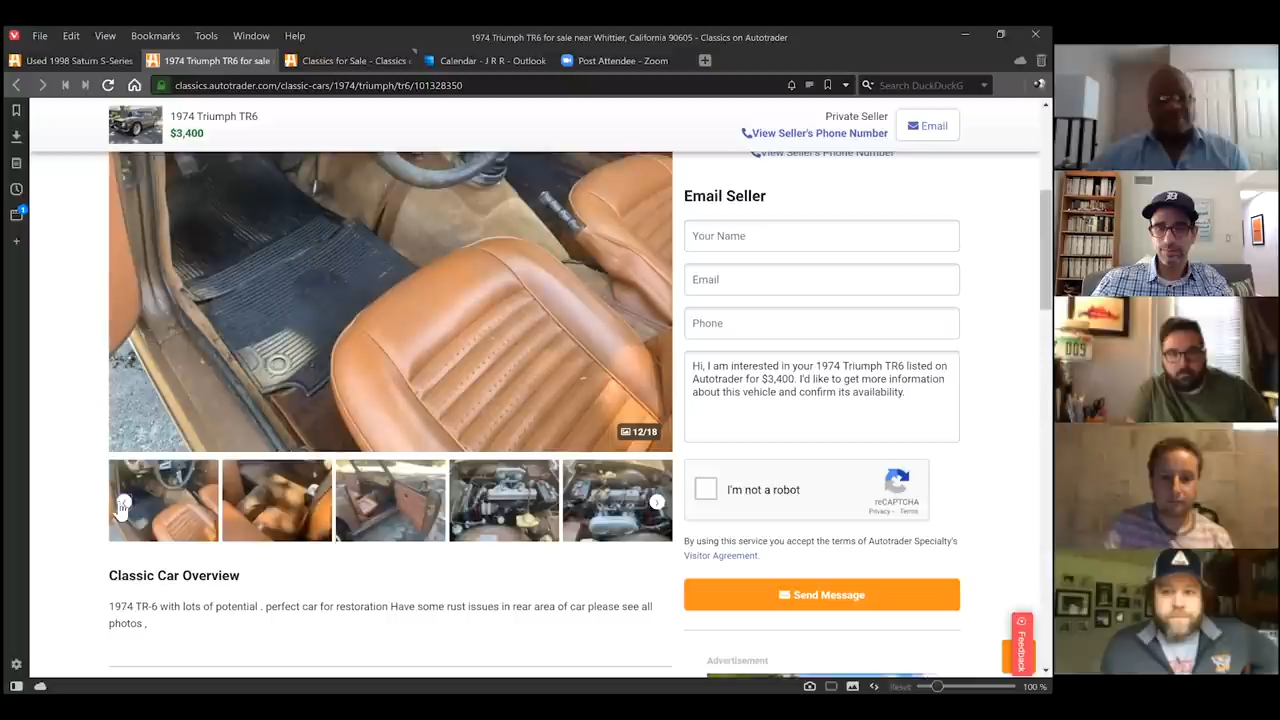 File Edit View Bookmarks Tools Window Help
1974 Triumph TR6 for sale near Whittier, California 90605 - Classics on Autotrader
Used 1998 Saturn S-Series
1974 Triumph TR6 for sale
Classics for Sale - Classics
Calendar - J R R - Outlook
Post Attendee - Zoom
classics.autotrader.com/classic-cars/1974/triumph/tr6/101328350
Search DuckDuckG
1974 Triumph TR6
$3,400
Private Seller
View Seller's Phone Number
Email
View Seller's Phone Number
Email Seller
Your Name
Email
Phone
Hi, I am interested in your 1974 Triumph TR6 listed on
Autotrader for $3,400. I'd like to get more information
about this vehicle and confirm its availability.
12/18
I'm not a robot
reCAPTCHA
Privacy - Terms
By using this service you accept the terms of Autotrader Specialty's
Visitor Agreement.
Send Message
Classic Car Overview
1974 TR-6 with lots of potential . perfect car for restoration Have some rust issues in rear area of car please see all
photos ,
Feedback
Advertisement
Reset
100 %
1
D
DOS